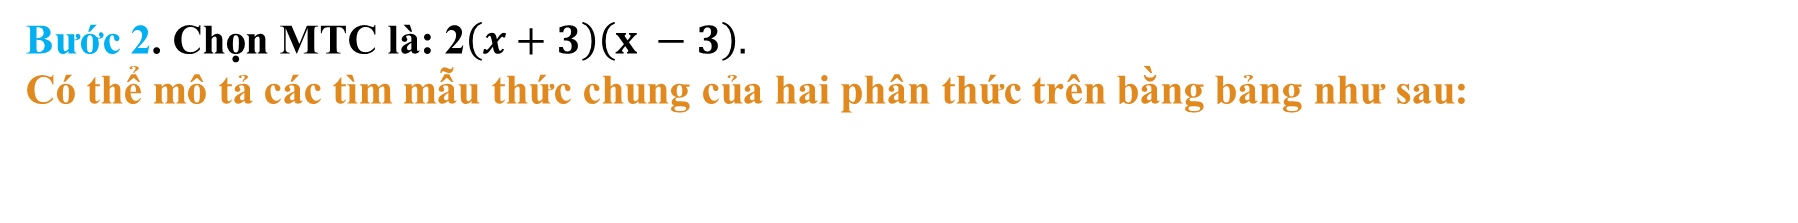 Bước 2. Chọn MTC là: 2(x + 3)(x − 3).
Có thể mô tả các tìm mẫu thức chung của hai phân thức trên bằng bảng như sau: